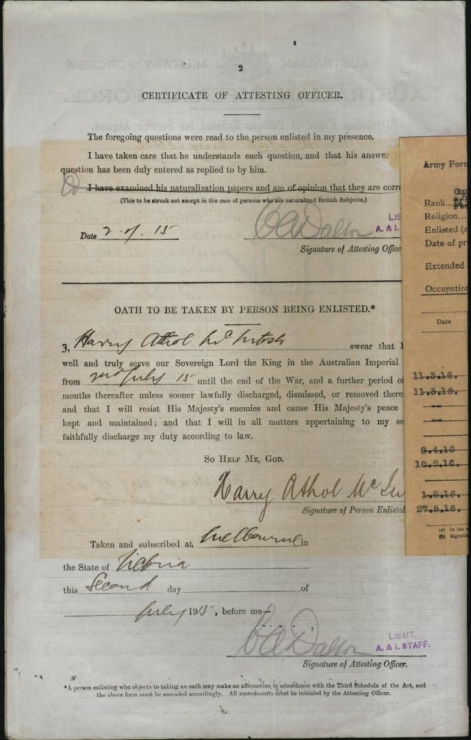 2
CERTIFICATE OF ATTESTING OFFICER.
The foregoing questions were read to the person enlisted in my presence.
I have taken care that he understands each question, and that his answer
question has been duly entered as replied to by him.
I have examined his naturalization papers and am of opinion that they are corre
(This to be struck out except in the case of persons who are naturalized British Subjects.)
Date 2.7.15
C A Dalton
LIEUT
A. & I. S
Signature of Attesting Office
OATH TO BE TAKEN BY PERSON BEING ENLISTED.*
3, Harry Athol McIntosh swear that I
well and truly serve our Sovereign Lord the King in the Australian Imperial
from 2nd July 15 until the end of the War, and a further period of
months thereafter unless sooner lawfully discharged, dismissed, or removed there
and that I will resist His Majesty's enemies and cause His Majesty's peace
kept and maintained; and that I will in all matters appertaining to my se
faithfully discharge my duty according to law.
SO HELP ME, GOD.
Harry Athol McIn
Signature of Person Enlisted
Taken and subscribed at Melbourne in
the State of Victoria
this Second day of
July 1915, before me
C A Dalton
LIEUT.
A. & I. STAFF.
Signature of Attesting Officer.
*A person enlisting who objects to taking an oath may make an affirmation in accordance with the Third Schedule of the Act, and
the above form must be amended accordingly. All amendments must be initialed by the Attesting Officer.
Army Form
Rank
Religion
Enlisted (a
Date of pr
Extended
Occupation
Date
11.3.16.
11.3.16.
1.5.16.
27.5.16.